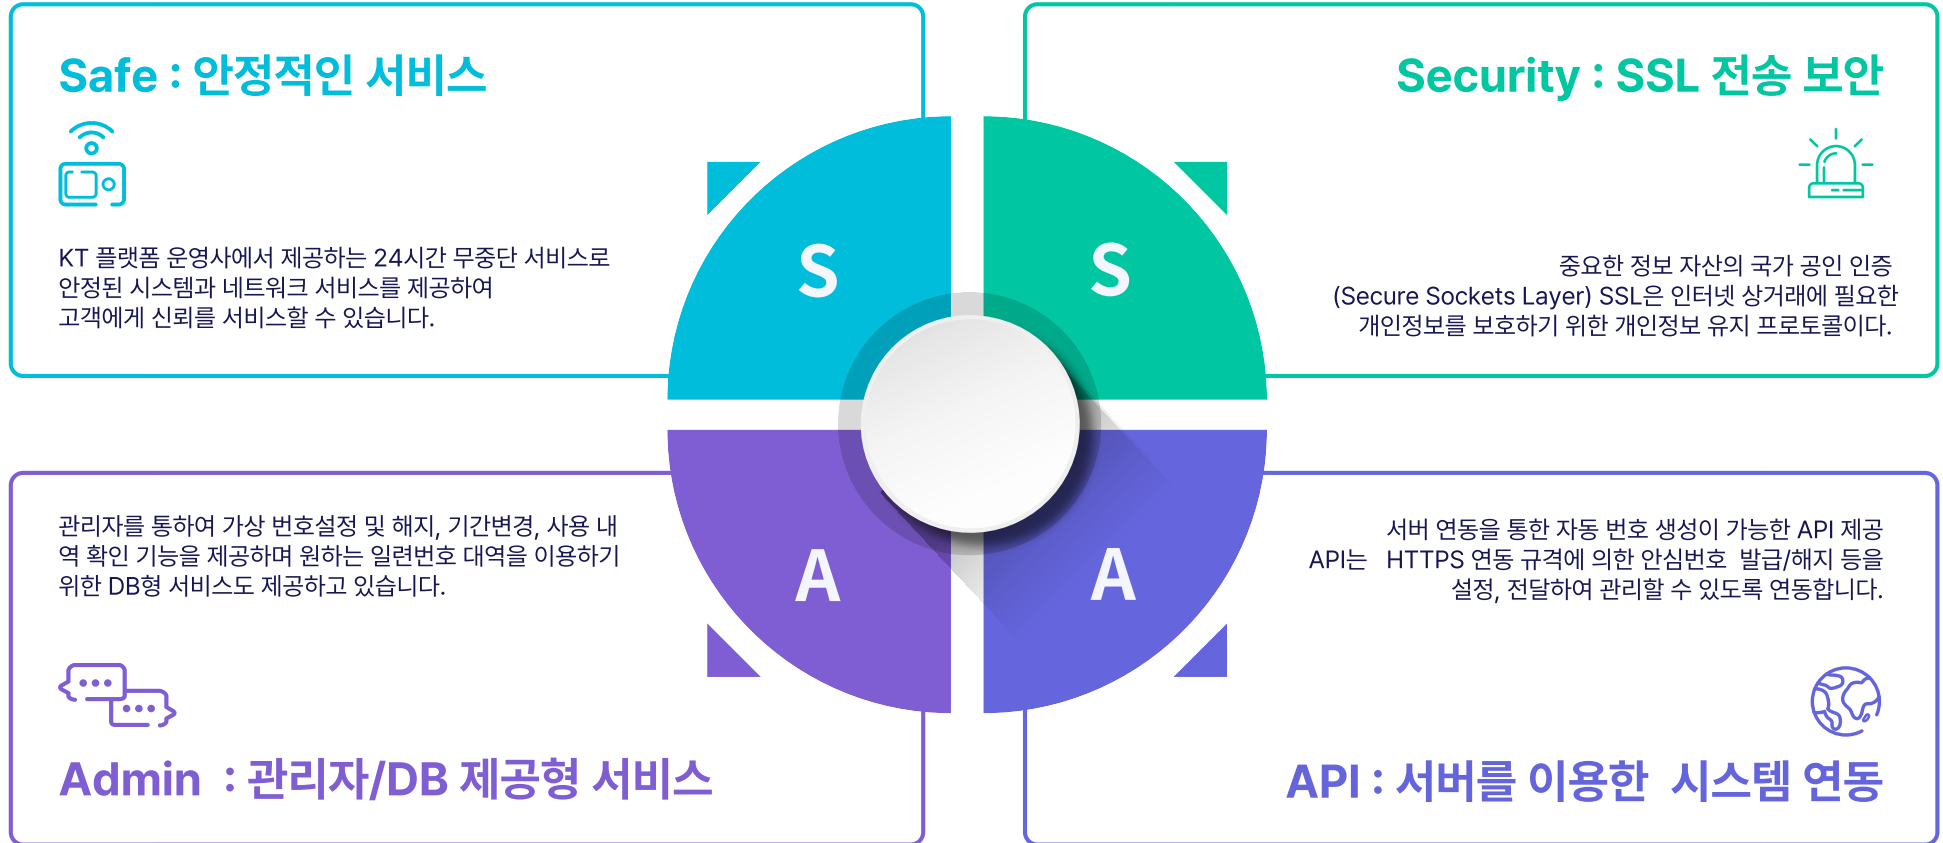 Safe : 안정적인 서비스
KT 플랫폼 운영사에서 제공하는 24시간 무중단 서비스로
안정된 시스템과 네트워크 서비스를 제공하여
고객에게 신뢰를 서비스할 수 있습니다.
Security : SSL 전송 보안
중요한 정보 자산의 국가 공인 인증
(Secure Sockets Layer) SSL은 인터넷 상거래에 필요한
개인정보를 보호하기 위한 개인정보 유지 프로토콜이다.
S
S
A
A
관리자를 통하여 가상 번호설정 및 해지, 기간변경, 사용 내
역 확인 기능을 제공하며 원하는 일련번호 대역을 이용하기
위한 DB형 서비스도 제공하고 있습니다.
Admin : 관리자/DB 제공형 서비스
서버 연동을 통한 자동 번호 생성이 가능한 API 제공
API는 HTTPS 연동 규격에 의한 안심번호 발급/해지 등을
설정, 전달하여 관리할 수 있도록 연동합니다.
API : 서버를 이용한 시스템 연동